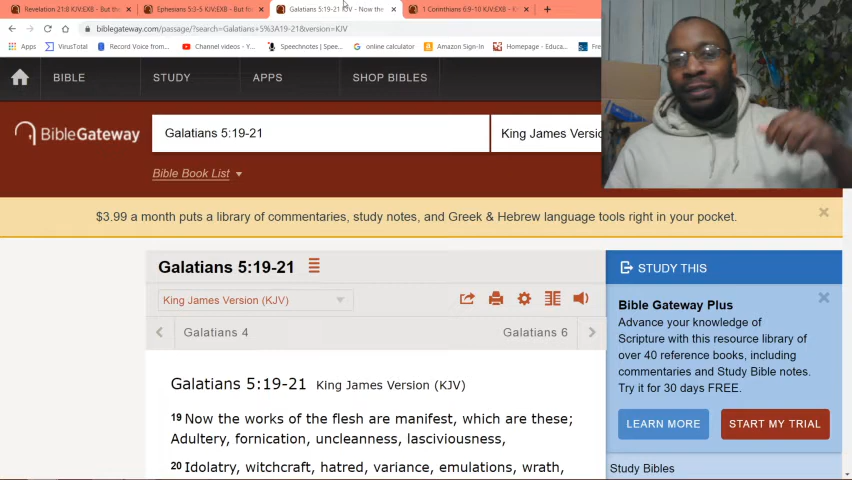 Revelation 21:8 KJV;EXB – But th
Ephesians 5:3-5 KJV;EXB – But fo
Galatians 5:19-21 KJV – Now the
1 Corinthians 6:9-10 KJV;EXB –
biblegateway.com/passage/?search=Galatians+5%3A19-21&version=KJV
Apps
VirusTotal
Record Voice from...
Channel Content -...
Speechnotes | Spee...
Outlook
Amazon Sign-In
Homepage - Educa...
Free
BIBLE
STUDY
APPS
SHOP BIBLES
BibleGateway
Galatians 5:19-21
King James Versio
Bible Book List
$3.99 a month puts a library of commentaries, study notes, and Greek & Hebrew language tools right in your pocket.
Galatians 5:19-21
King James Version (KJV)
Galatians 4
Galatians 6
Galatians 5:19-21 King James Version (KJV)
19 Now the works of the flesh are manifest, which are these;
Adultery, fornication, uncleanness, lasciviousness,
20 Idolatry, witchcraft, hatred, variance, emulations, wrath,
STUDY THIS
Bible Gateway Plus
Advance your knowledge of
Scripture with this resource library of
over 40 reference books, including
commentaries and Study Bible notes.
Try it for 30 days FREE.
LEARN MORE
START MY TRIAL
Study Bibles